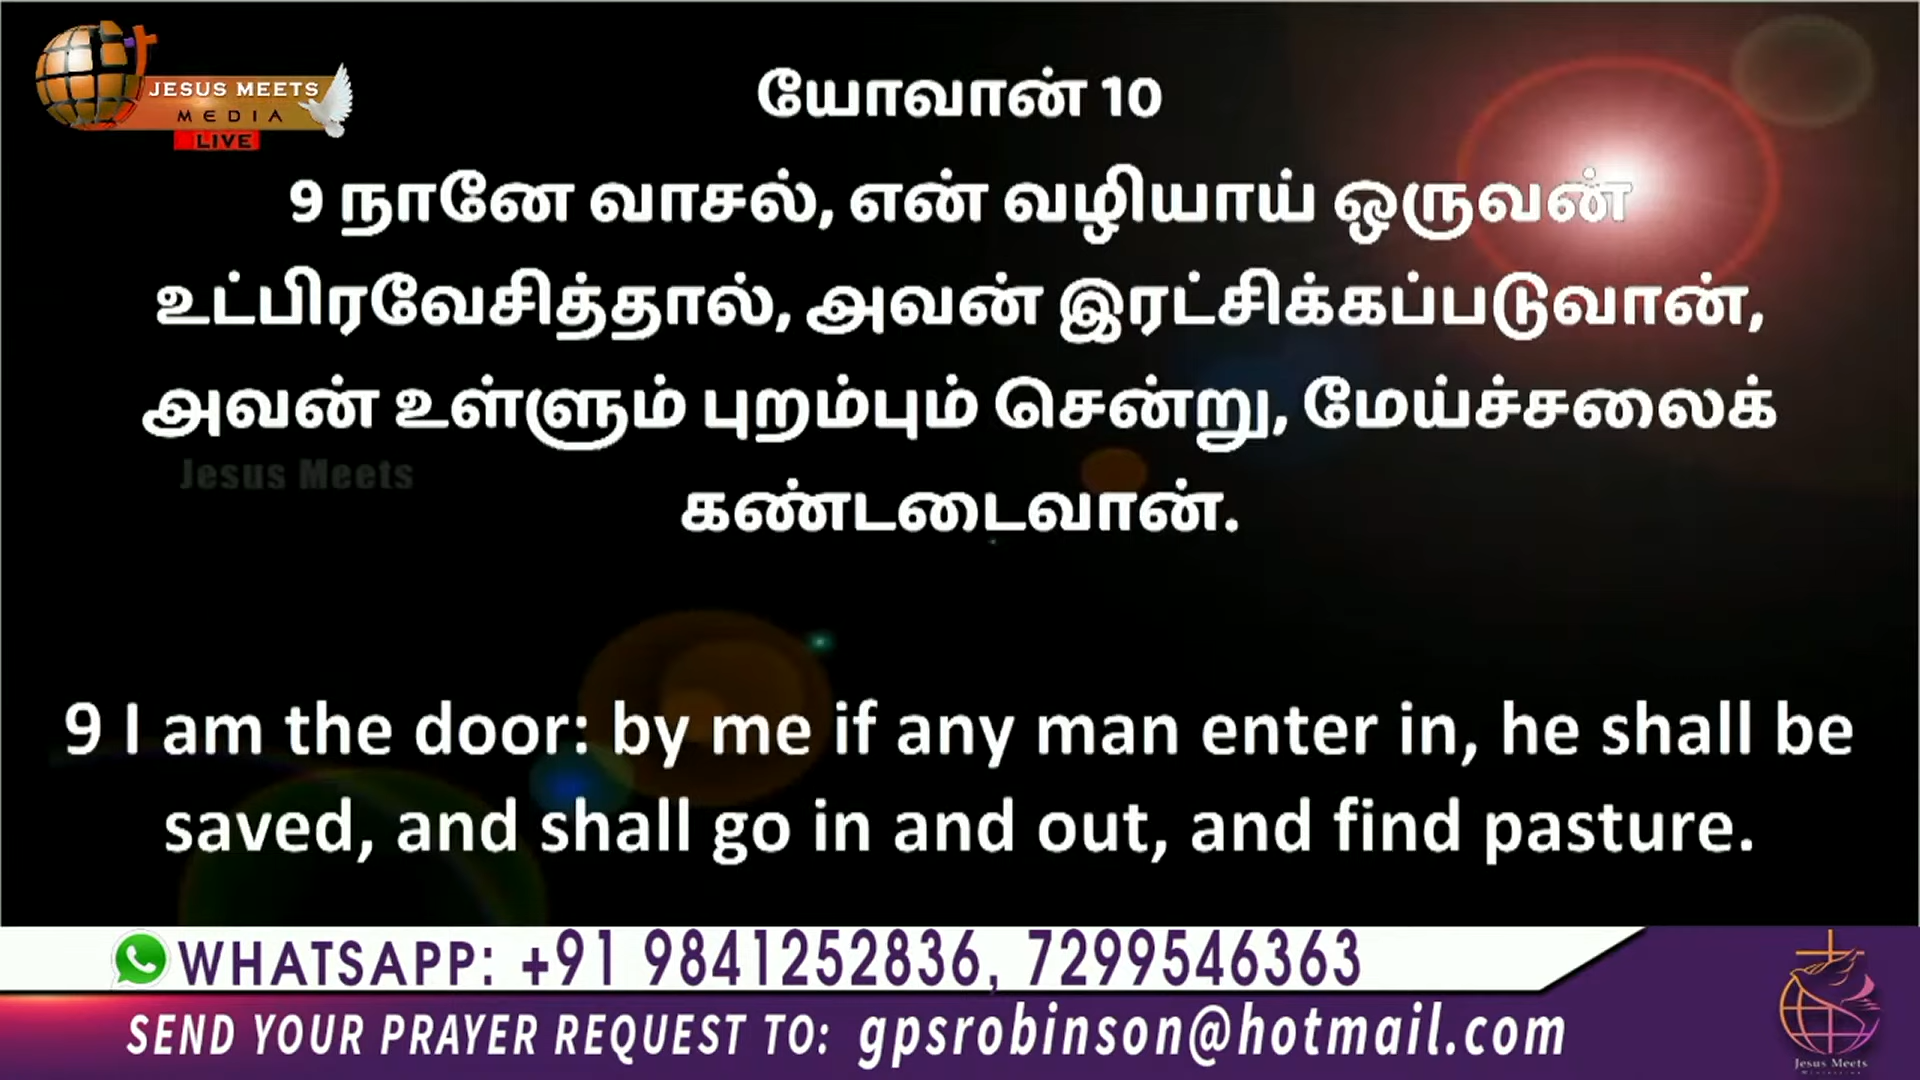 JESUS MEETS
MEDIA
LIVE
யோவான் 10
9 நானே வாசல், என் வழியாய் ஒருவன்
உட்பிரவேசித்தால், அவன் இரட்சிக்கப்படுவான்,
அவன் உள்ளும் புறம்பும் சென்று, மேய்ச்சலைக்
Jesus Meets
கண்டடைவான்.
9 I am the door: by me if any man enter in, he shall be
saved, and shall go in and out, and find pasture.
WHATSAPP: +91 9841252836, 7299546363
SEND YOUR PRAYER REQUEST TO: gpsrobinson@hotmail.com
Jesus Meets